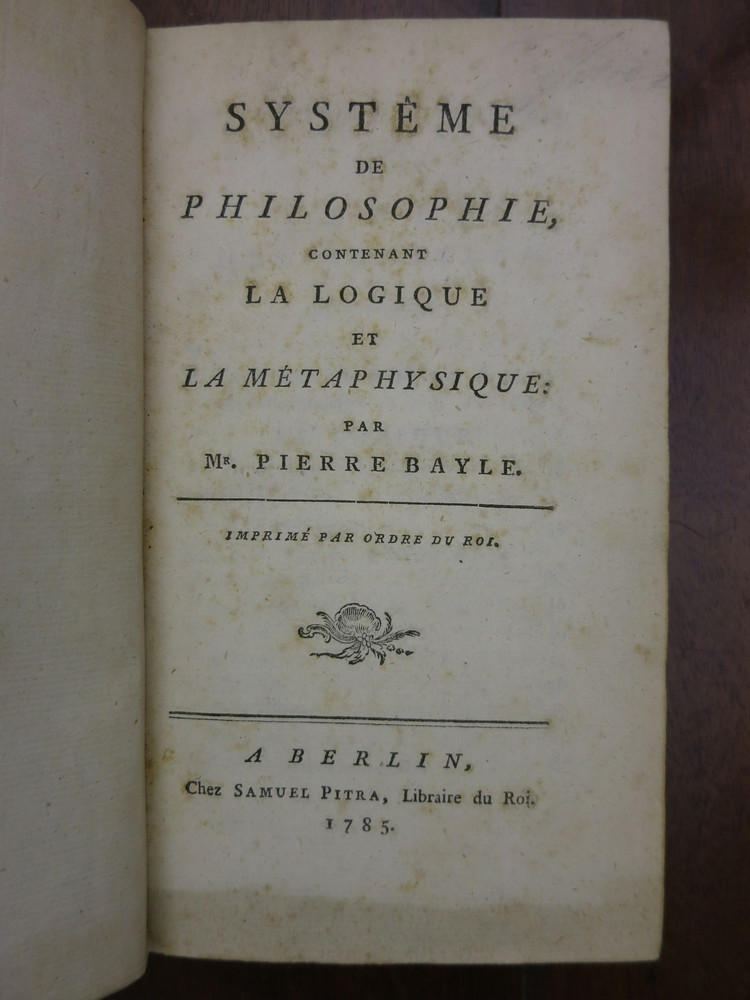 SYSTÊME
DE
PHILOSOPHIE,
CONTENANT
LA LOGIQUE
ET
LA MÉTAPHYSIQUE:
PAR
MR. PIERRE BAYLE.
IMPRIMÉ PAR ORDRE DU ROI.
A BERLIN,
Chez SAMUEL PITRA, Libraire du Roi.
1785.